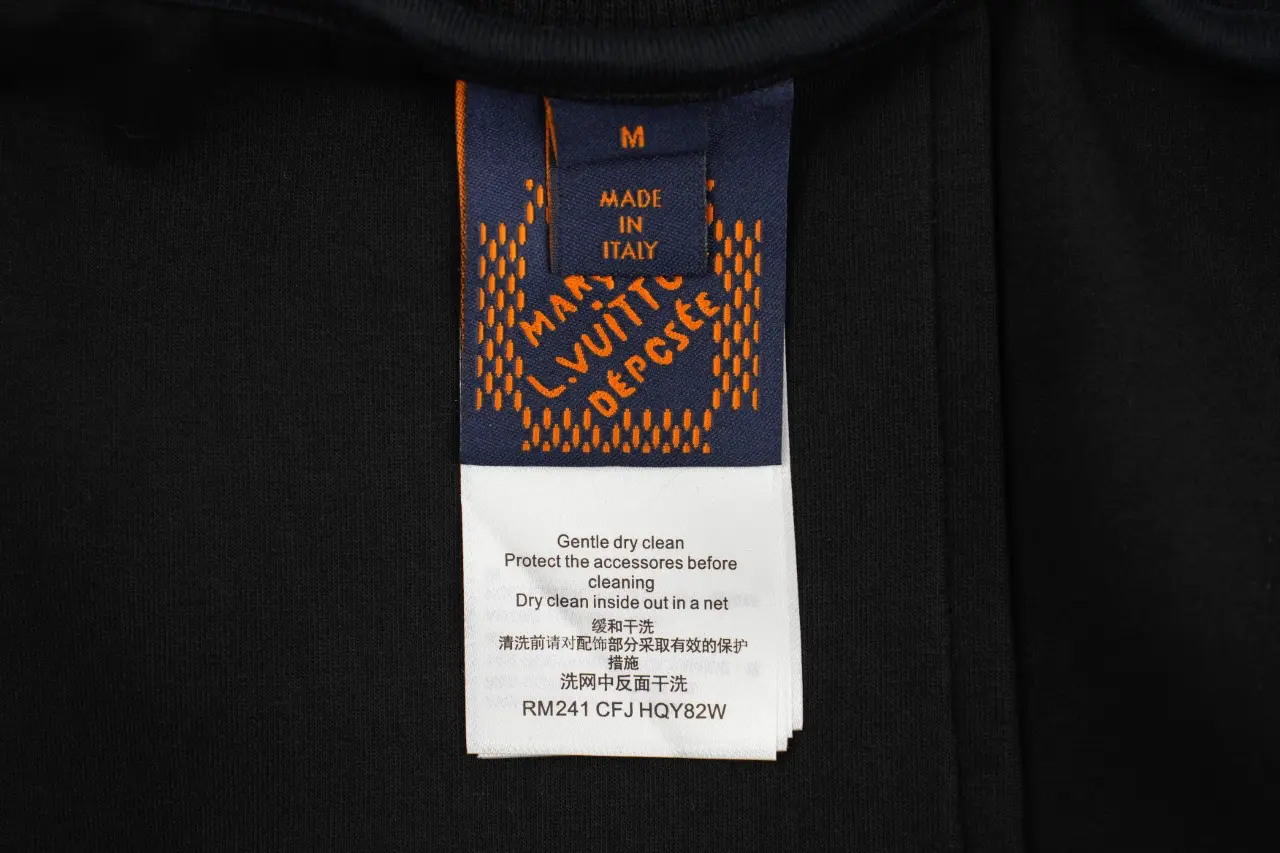 M
MADE
IN
ITALY
L.VUITTO
DÉPCSÉE
Gentle dry clean
Protect the accessores before
cleaning
Dry clean inside out in a net
缓和干洗
清洗前请对配饰部分采取有效的保护
措施
洗网中反面干洗
RM241 CFJ HQY82W